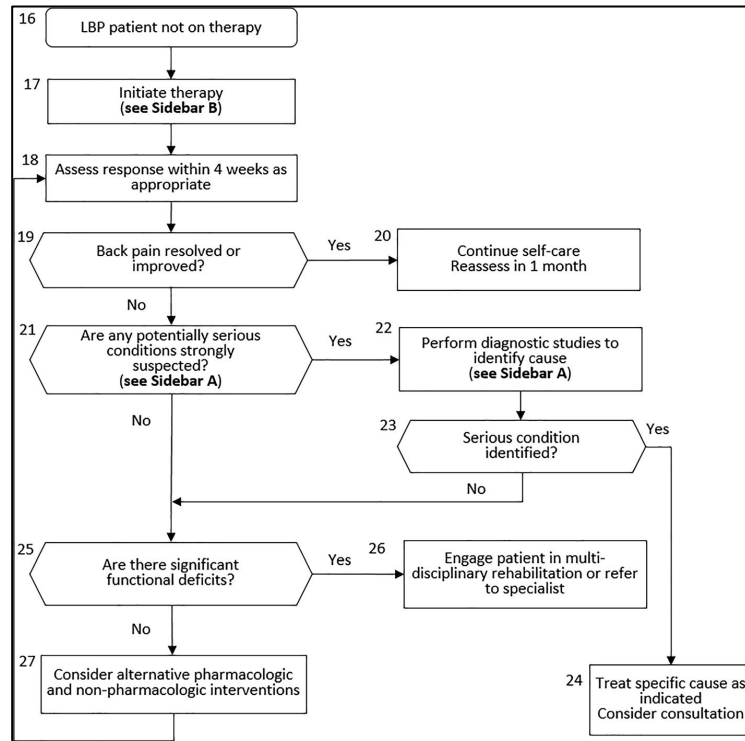 16
LBP patient not on therapy
17
Initiate therapy
(see Sidebar B)
18
Assess response within 4 weeks as
appropriate
19
Back pain resolved or
improved?
Yes
20
Continue self-care
Reassess in 1 month
No
21
Are any potentially serious
conditions strongly
suspected?
(see Sidebar A)
Yes
22
Perform diagnostic studies to
identify cause
(see Sidebar A)
No
23
Serious condition
identified?
Yes
No
25
Are there significant
functional deficits?
Yes
26
Engage patient in multi-
disciplinary rehabilitation or refer
to specialist
No
27
Consider alternative pharmacologic
and non-pharmacologic interventions
24
Treat specific cause as
indicated
Consider consultation